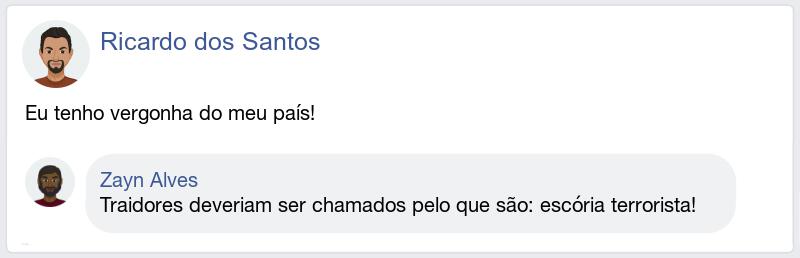 Ricardo dos Santos
Eu tenho vergonha do meu país!
Zayn Alves
Traidores deveriam ser chamados pelo que são: escória terrorista!